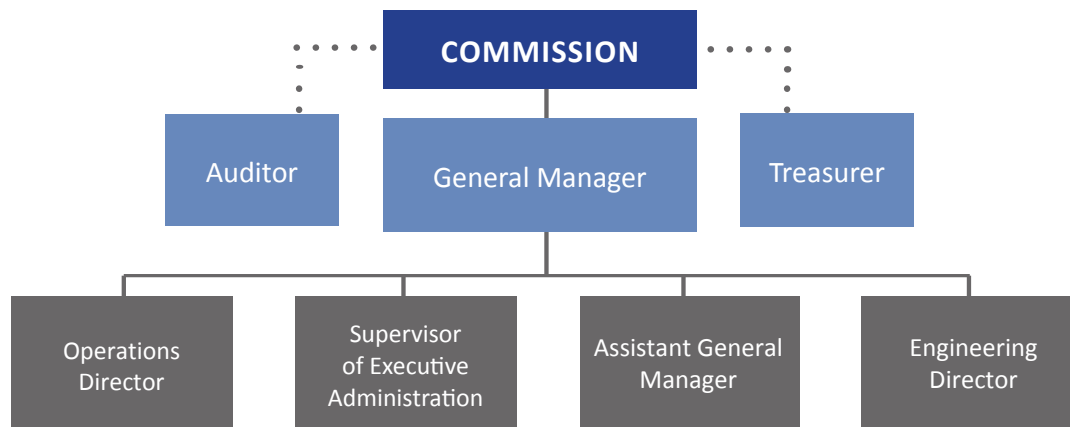 COMMISSION
Auditor
General Manager
Treasurer
Operations
Director
Supervisor
of Executive
Administration
Assistant General
Manager
Engineering
Director